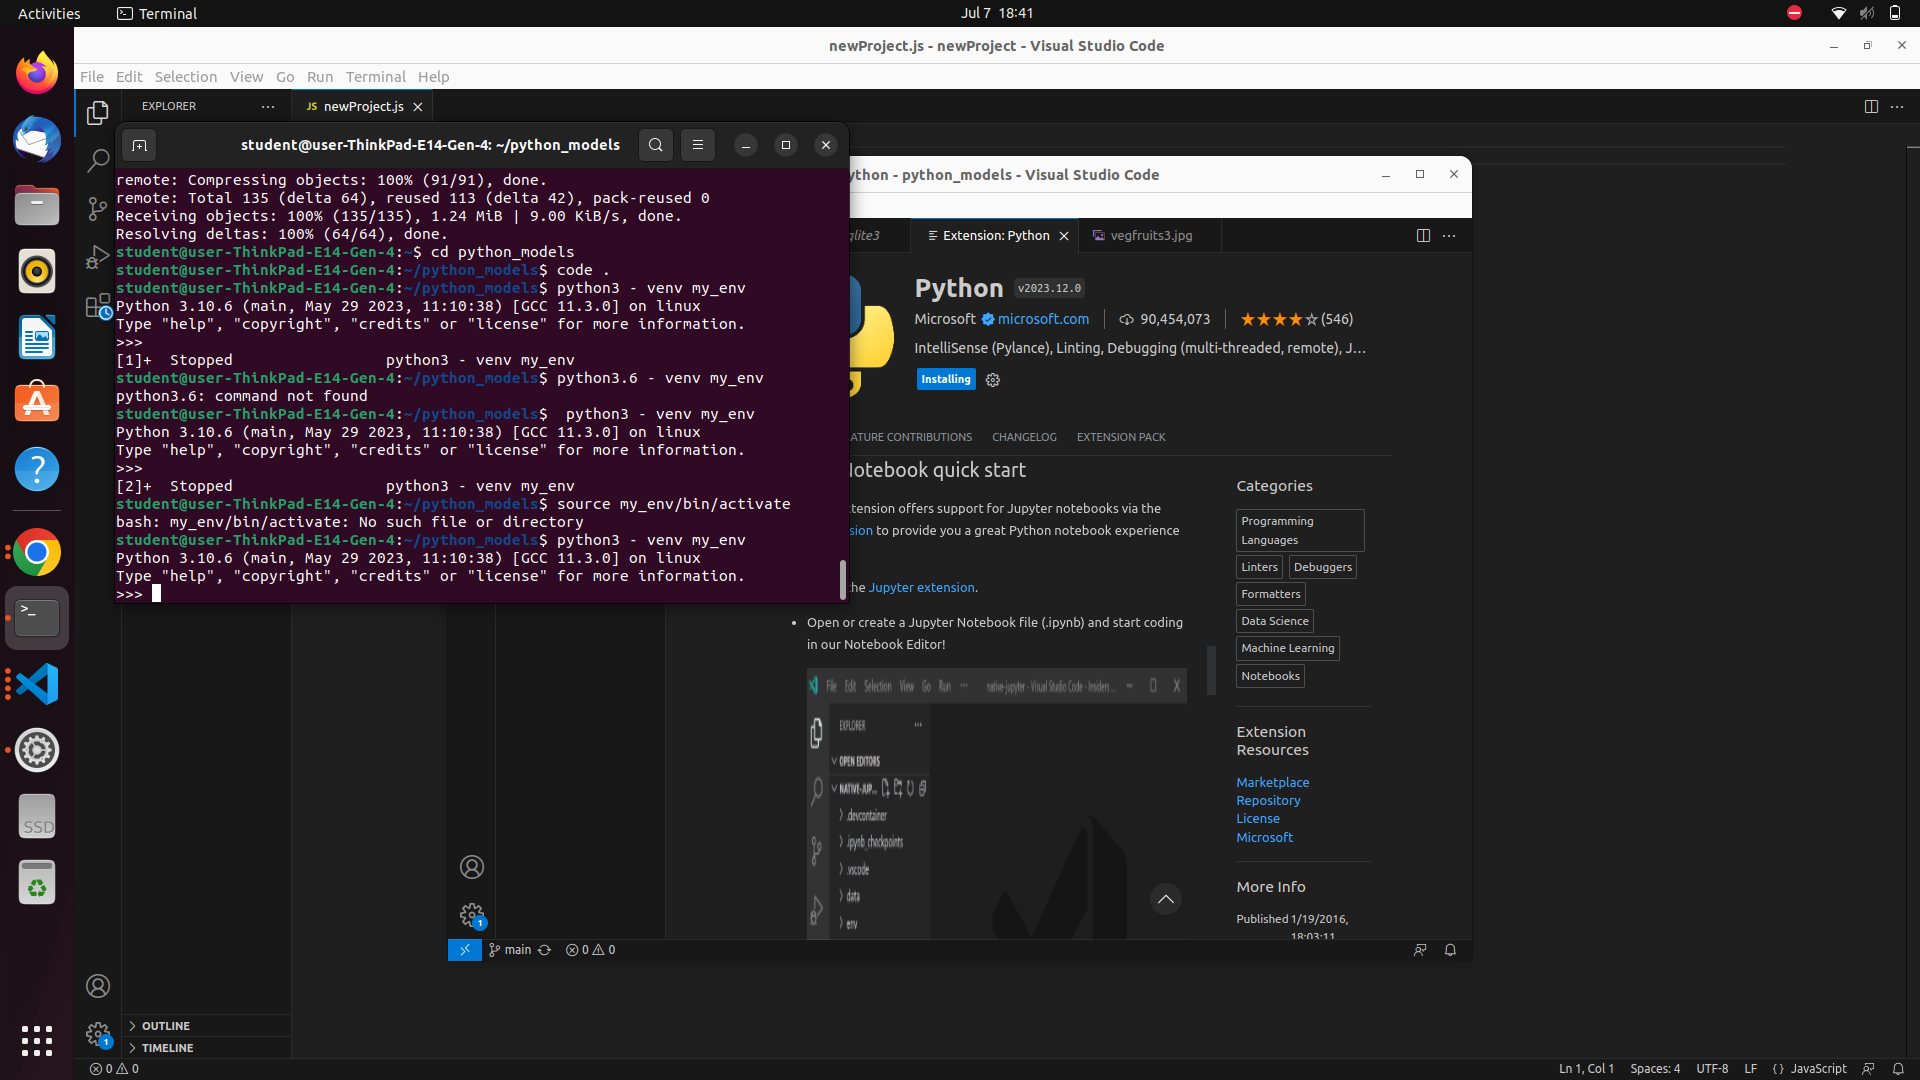 Activities
Terminal
Jul 7 18:41
newProject.js - newProject - Visual Studio Code
File Edit Selection View Go Run Terminal Help
EXPLORER
JS newProject.js
student@user-ThinkPad-E14-Gen-4: ~/python_models
remote: Compressing objects: 100% (91/91), done.
remote: Total 135 (delta 64), reused 113 (delta 42), pack-reused 0
Receiving objects: 100% (135/135), 1.24 MiB | 9.00 KiB/s, done.
Resolving deltas: 100% (64/64), done.
student@user-ThinkPad-E14-Gen-4:~$ cd python_models
student@user-ThinkPad-E14-Gen-4:~/python_models$ code .
student@user-ThinkPad-E14-Gen-4:~/python_models$ python3 - venv my_env
Python 3.10.6 (main, May 29 2023, 11:10:38) [GCC 11.3.0] on linux
Type "help", "copyright", "credits" or "license" for more information.
>>>
[1]+  Stopped                 python3 - venv my_env
student@user-ThinkPad-E14-Gen-4:~/python_models$ python3.6 - venv my_env
python3.6: command not found
student@user-ThinkPad-E14-Gen-4:~/python_models$  python3 - venv my_env
Python 3.10.6 (main, May 29 2023, 11:10:38) [GCC 11.3.0] on linux
Type "help", "copyright", "credits" or "license" for more information.
>>>
[2]+  Stopped                 python3 - venv my_env
student@user-ThinkPad-E14-Gen-4:~/python_models$ source my_env/bin/activate
bash: my_env/bin/activate: No such file or directory
student@user-ThinkPad-E14-Gen-4:~/python_models$ python3 - venv my_env
Python 3.10.6 (main, May 29 2023, 11:10:38) [GCC 11.3.0] on linux
Type "help", "copyright", "credits" or "license" for more information.
>>>
ython - python_models - Visual Studio Code
qlite3
Extension: Python
vegfruits3.jpg
Python v2023.12.0
Microsoft microsoft.com 90,454,073 (546)
IntelliSense (Pylance), Linting, Debugging (multi-threaded, remote), J…
Installing
ATURE CONTRIBUTIONS CHANGELOG EXTENSION PACK
Notebook quick start
xtension offers support for Jupyter notebooks via the
sion to provide you a great Python notebook experience
the Jupyter extension.
• Open or create a Jupyter Notebook file (.ipynb) and start coding
in our Notebook Editor!
File Edit Selection View Go Run ··· native-jupyter - Visual Studio Code - Insiders ...
EXPLORER
OPEN EDITORS
NATIVE-JUP...
.devcontainer
.ipynb_checkpoints
.vscode
data
env
Categories
Programming
Languages
Linters
Debuggers
Formatters
Data Science
Machine Learning
Notebooks
Extension
Resources
Marketplace
Repository
License
Microsoft
More Info
Published 1/19/2016,
18:03:11
1
main 0 0
SSD
OUTLINE
TIMELINE
1
0 0
Ln 1, Col 1 Spaces: 4 UTF-8 LF {} JavaScript